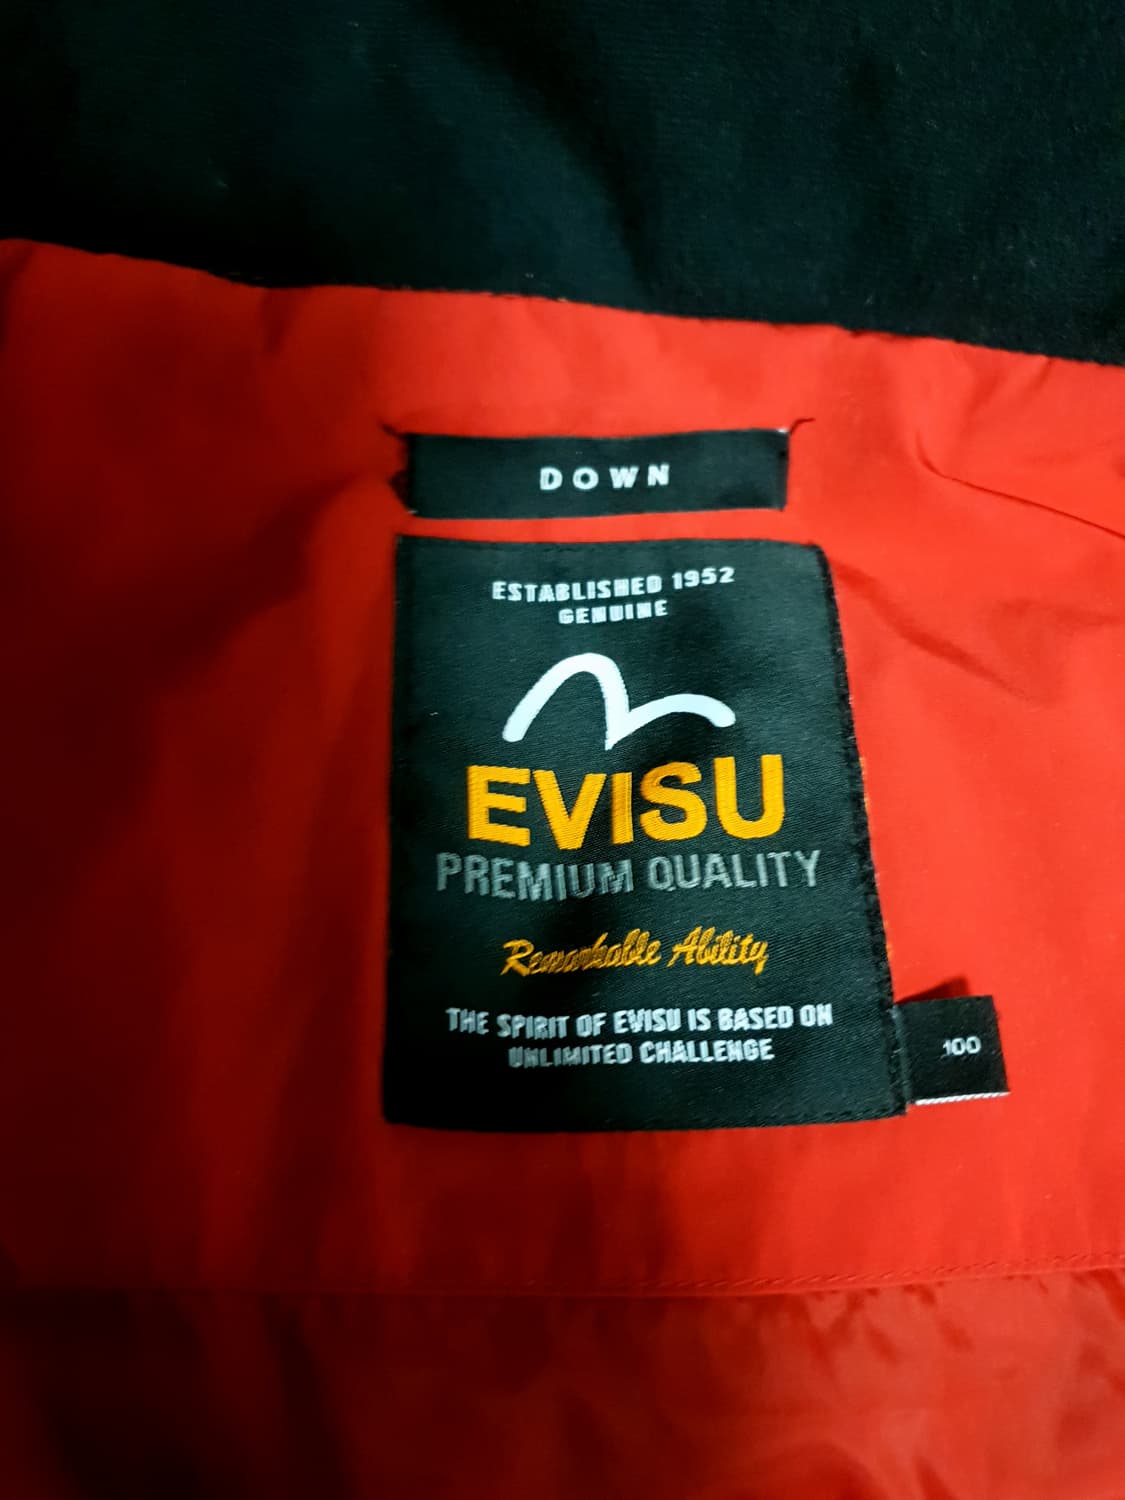 DOWN
ESTABLISHED 1952
GENUINE
EVISU
PREMIUM QUALITY
Remarkable Ability
THE SPIRIT OF EVISU IS BASED ON
UNLIMITED CHALLENGE
100